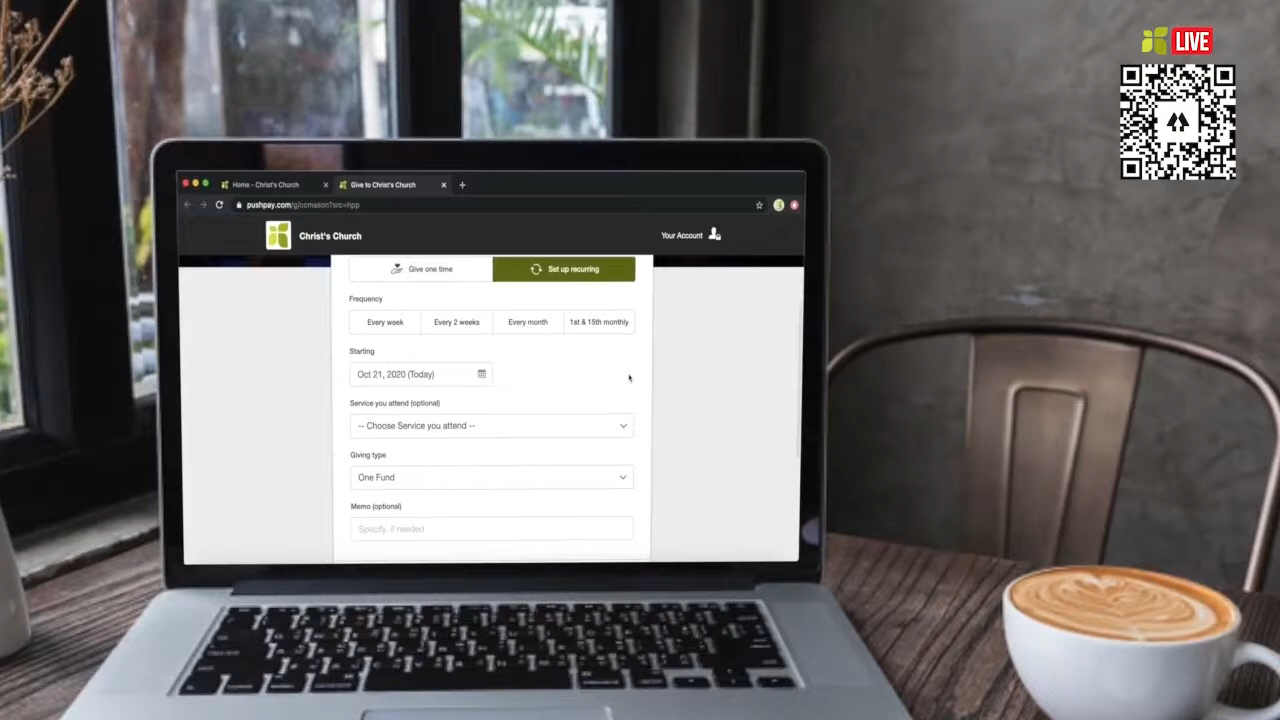 LIVE
Home - Christ's Church
Give to Christ's Church
pushpay.com/g/ccmason?src=hpp
Christ's Church
Your Account
Give one time
Set up recurring
Frequency
Every week
Every 2 weeks
Every month
1st & 15th monthly
Starting
Oct 21, 2020 (Today)
Service you attend (optional)
-- Choose Service you attend --
Giving type
One Fund
Memo (optional)
Specify, if needed